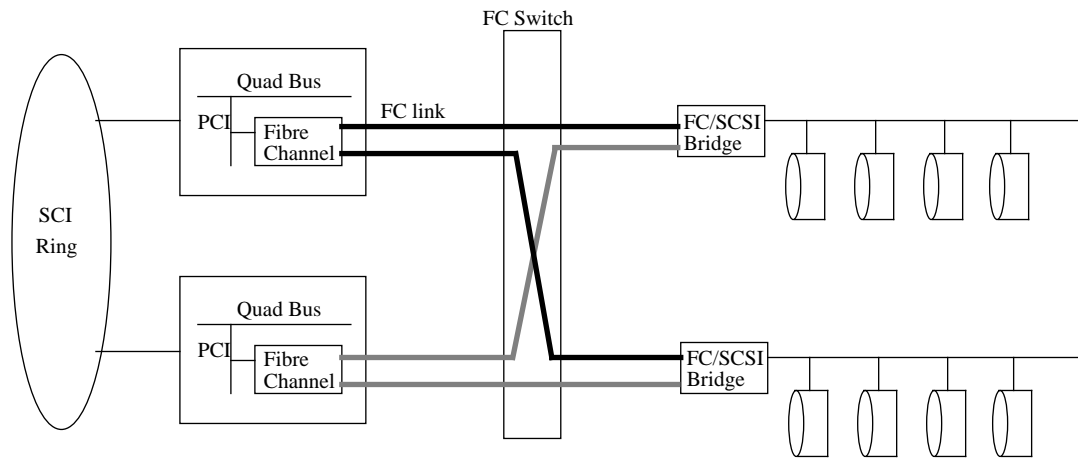 FC Switch
Quad Bus
FC link
PCI
Fibre
Channel
FC/SCSI
Bridge
SCI
Ring
Quad Bus
PCI
Fibre
Channel
FC/SCSI
Bridge